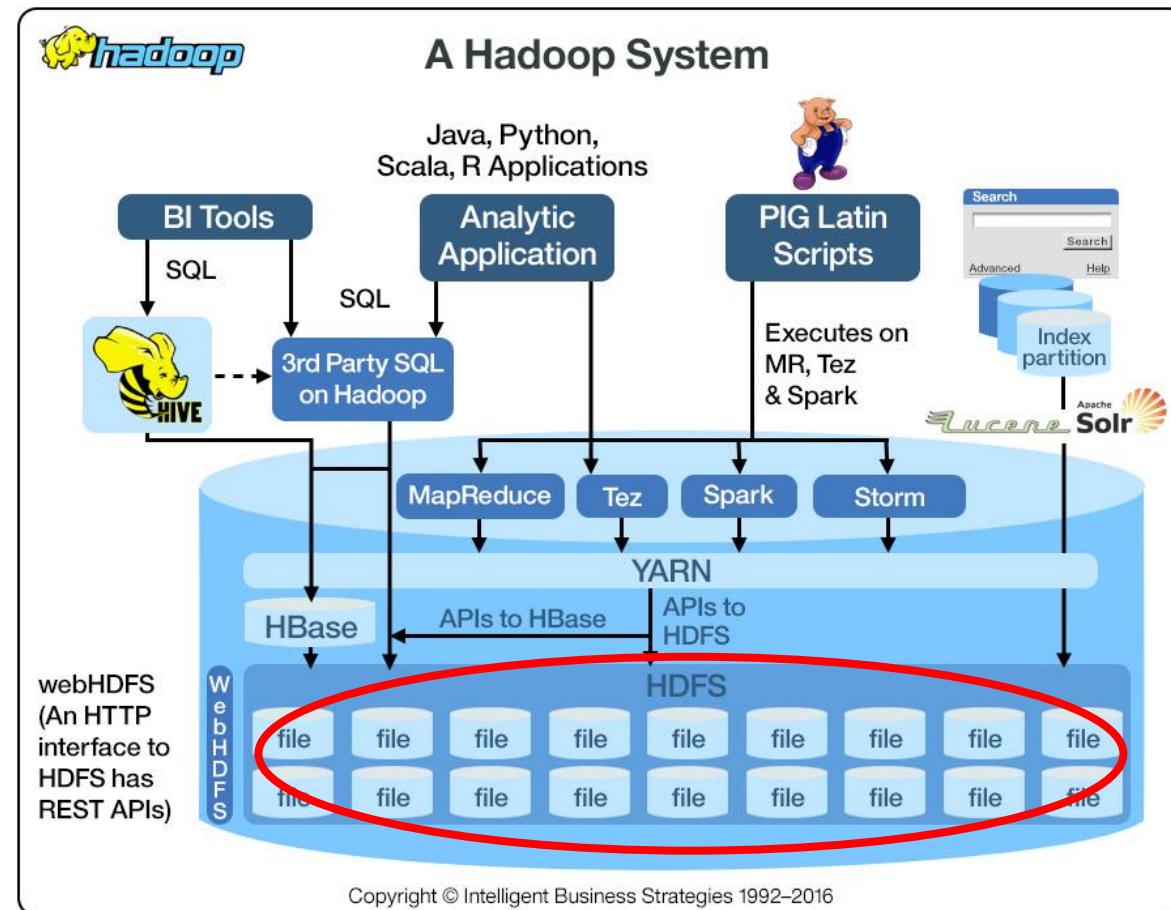 hadoop
A Hadoop System
Java, Python,
Scala, R Applications
BI Tools
Analytic
Application
PIG Latin
Scripts
Search
Search
Advanced
Help
SQL
SQL
Executes on
MR, Tez
& Spark
Index
partition
HIVE
3rd Party SQL
on Hadoop
Lucene
Apache
Solr
MapReduce
Tez
Spark
Storm
YARN
HBase
APIs to HBase
APIs to
HDFS
webHDFS
(An HTTP
interface to
HDFS has
REST APIs)
WebHDFS
HDFS
file file file file file file file file file
file file file file file file file file file
Copyright © Intelligent Business Strategies 1992–2016